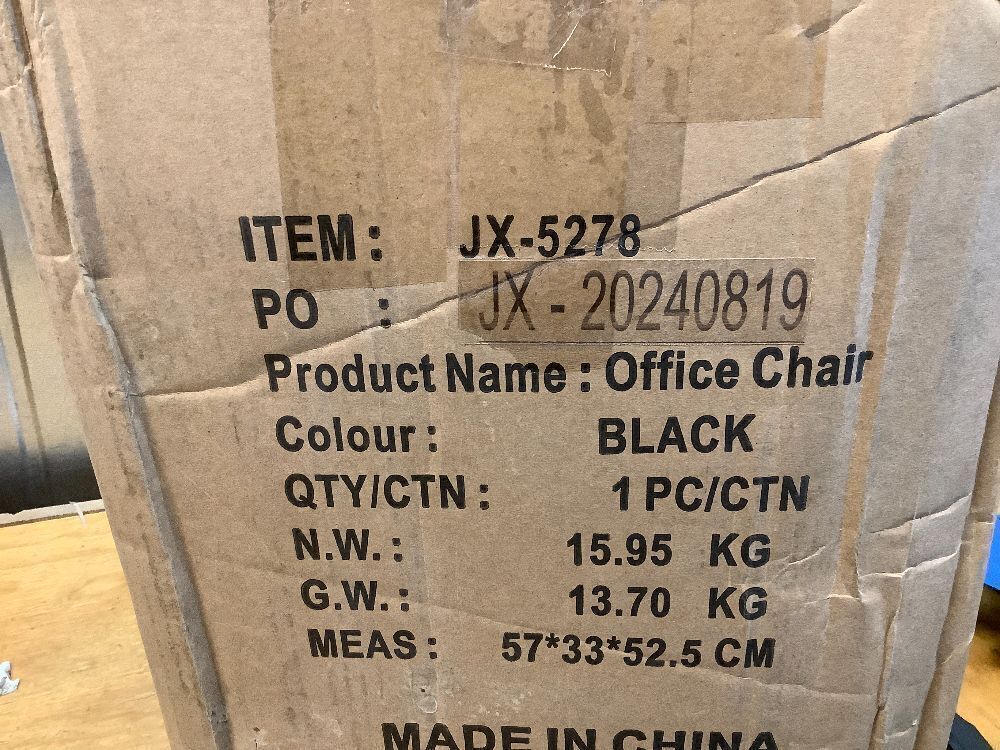 ITEM : JX-5278
PO : JX - 20240819
Product Name : Office Chair
Colour : BLACK
QTY/CTN : 1 PC/CTN
N.W. : 15.95 KG
G.W. : 13.70 KG
MEAS : 57*33*52.5 CM
MADE IN CHINA